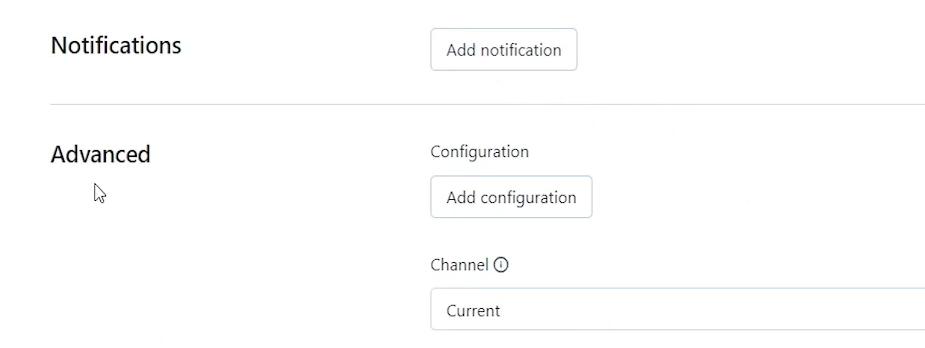 Notifications
Add notification
Advanced
Configuration
Add configuration
Channel
Current